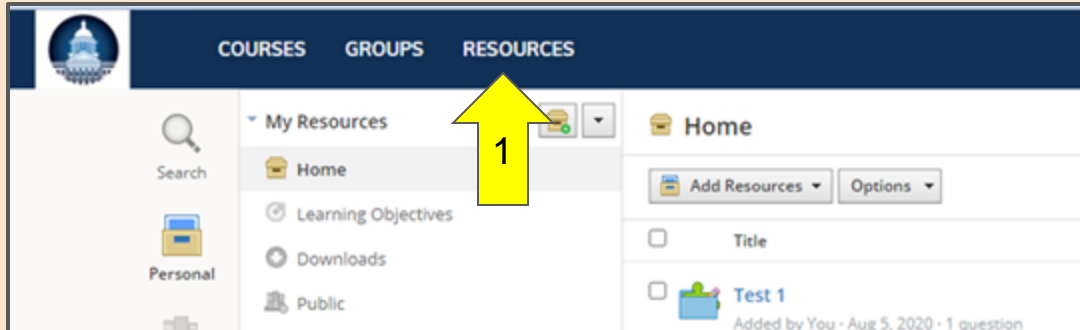 COURSES GROUPS RESOURCES
Search
Personal
My Resources
Home
Learning Objectives
Downloads
Public
1
Home
Add Resources Options
Title
Test 1
Added by You · Aug 5, 2020 · 1 question